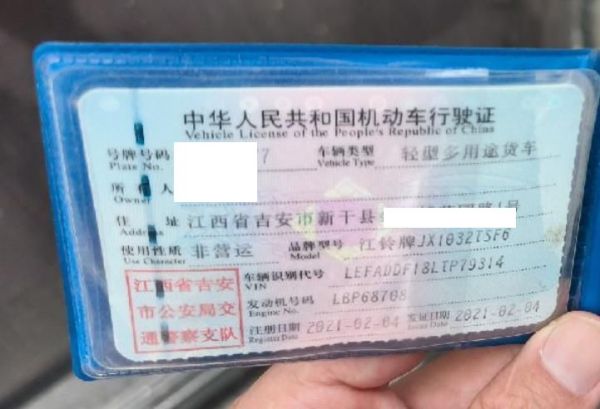 中华人民共和国机动车行驶证
Vehicle License of the People's Republic of China
号牌号码 7 车辆类型 轻型多用途货车
Plate No. Vehicle Type
所有人
Owner
住址 江西省吉安市新干县 1号
使用性质 非营运 品牌型号 江铃牌JX1032TSF6
Use Character Model
江西省吉安
市公安局交
通警察支队
车辆识别代号 LEFADDF18LTP79314
VIN
发动机号码 LBP68708
Engine No.
注册日期 2021-02-04 发证日期 2021-02-04
Register Date Issue Date